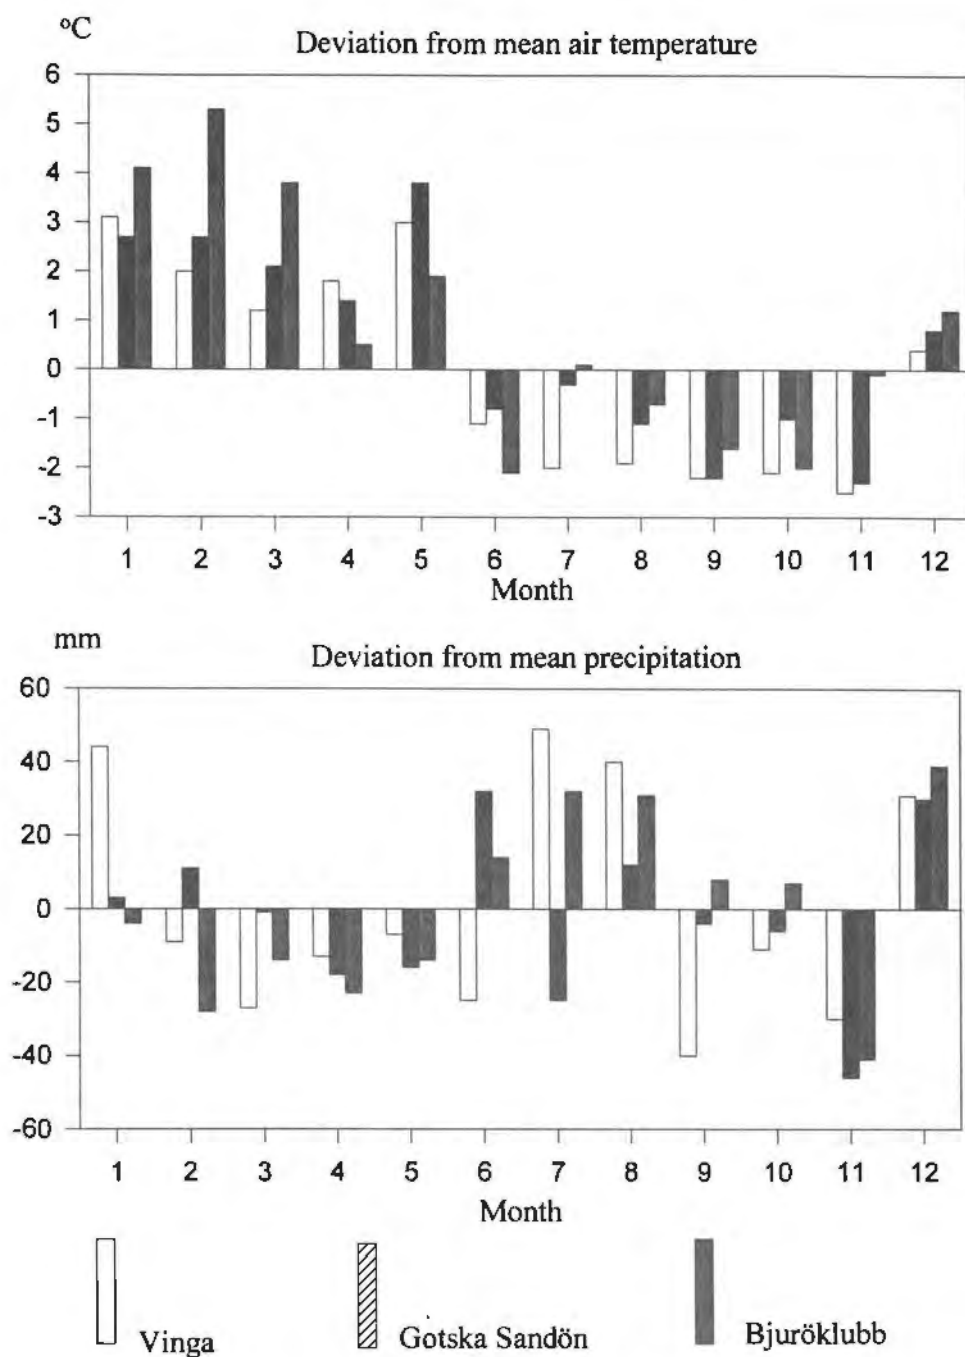 °C
Deviation from mean air temperature
6
5
4
3
2
1
0
-1
-2
-3
1 2 3 4 5 6 7 8 9 10 11 12
Month
mm
Deviation from mean precipitation
60
40
20
0
-20
-40
-60
1 2 3 4 5 6 7 8 9 10 11 12
Month
Vinga Gotska Sandön Bjuröklubb